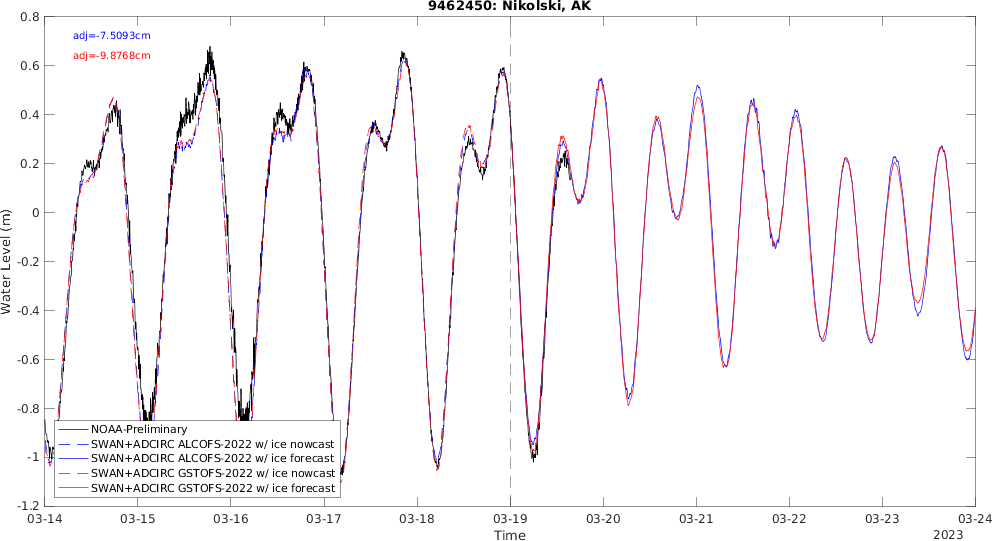 9462450: Nikolski, AK
adj=-7.5093cm
adj=-9.8768cm
Water Level (m)
0.8
0.6
0.4
0.2
0
-0.2
-0.4
-0.6
-0.8
-1
-1.2
NOAA-Preliminary
SWAN+ADCIRC ALCOFS-2022 w/ ice nowcast
SWAN+ADCIRC ALCOFS-2022 w/ ice forecast
SWAN+ADCIRC GSTOFS-2022 w/ ice nowcast
SWAN+ADCIRC GSTOFS-2022 w/ ice forecast
03-14 03-15 03-16 03-17 03-18 03-19 03-20 03-21 03-22 03-23 03-24
Time
2023